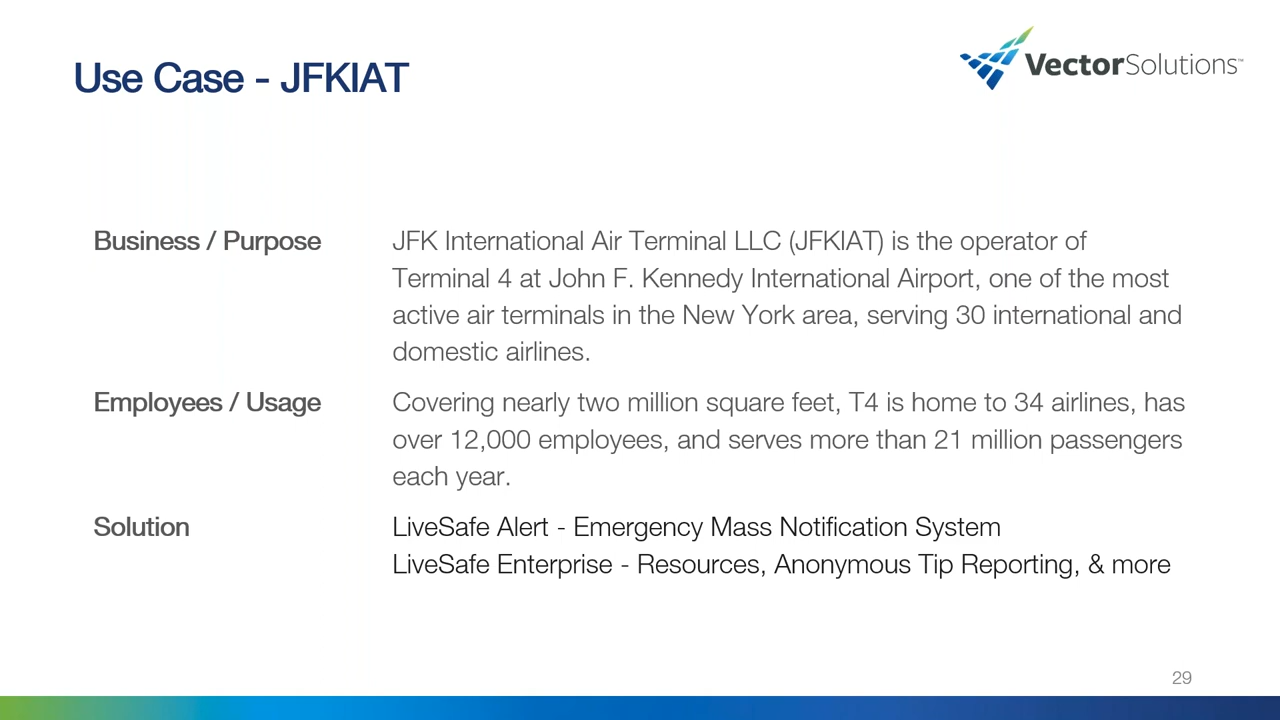 Use Case - JFKIAT
VectorSolutions™
Business / Purpose
JFK International Air Terminal LLC (JFKIAT) is the operator of
Terminal 4 at John F. Kennedy International Airport, one of the most
active air terminals in the New York area, serving 30 international and
domestic airlines.
Employees / Usage
Covering nearly two million square feet, T4 is home to 34 airlines, has
over 12,000 employees, and serves more than 21 million passengers
each year.
Solution
LiveSafe Alert - Emergency Mass Notification System
LiveSafe Enterprise - Resources, Anonymous Tip Reporting, & more
29